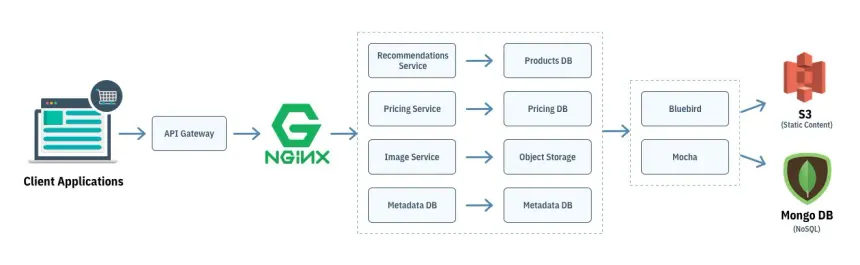 Client Applications
API Gateway
NGINX
Recommendations
Service
Products DB
Pricing Service
Pricing DB
Image Service
Object Storage
Metadata DB
Metadata DB
Bluebird
Mocha
S3
(Static Content)
Mongo DB
(NoSQL)